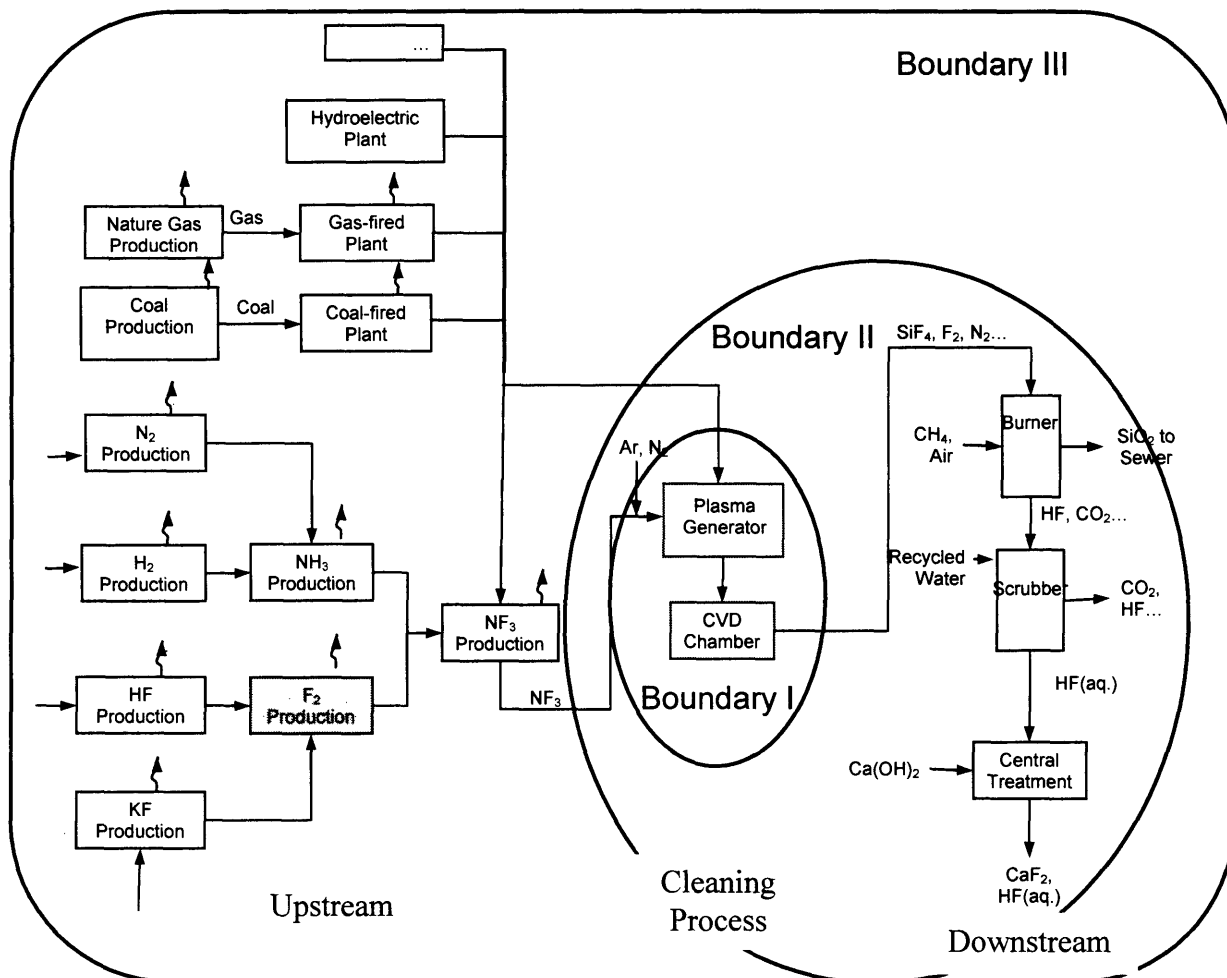 ...
Boundary III
Hydroelectric
Plant
Nature Gas
Production
Gas
Gas-fired
Plant
Coal
Production
Coal
Coal-fired
Plant
Boundary II
SiF4, F2, N2...
N2
Production
Ar, N2
CH4,
Air
Burner
SiO2 to
Sewer
Plasma
Generator
HF, CO2...
H2
Production
NH3
Production
Recycled
Water
Scrubber
CO2,
HF...
NF3
Production
CVD
Chamber
HF
Production
F2
Production
NF3
Boundary I
HF(aq.)
Ca(OH)2
Central
Treatment
KF
Production
CaF2,
HF(aq.)
Upstream
Cleaning
Process
Downstream